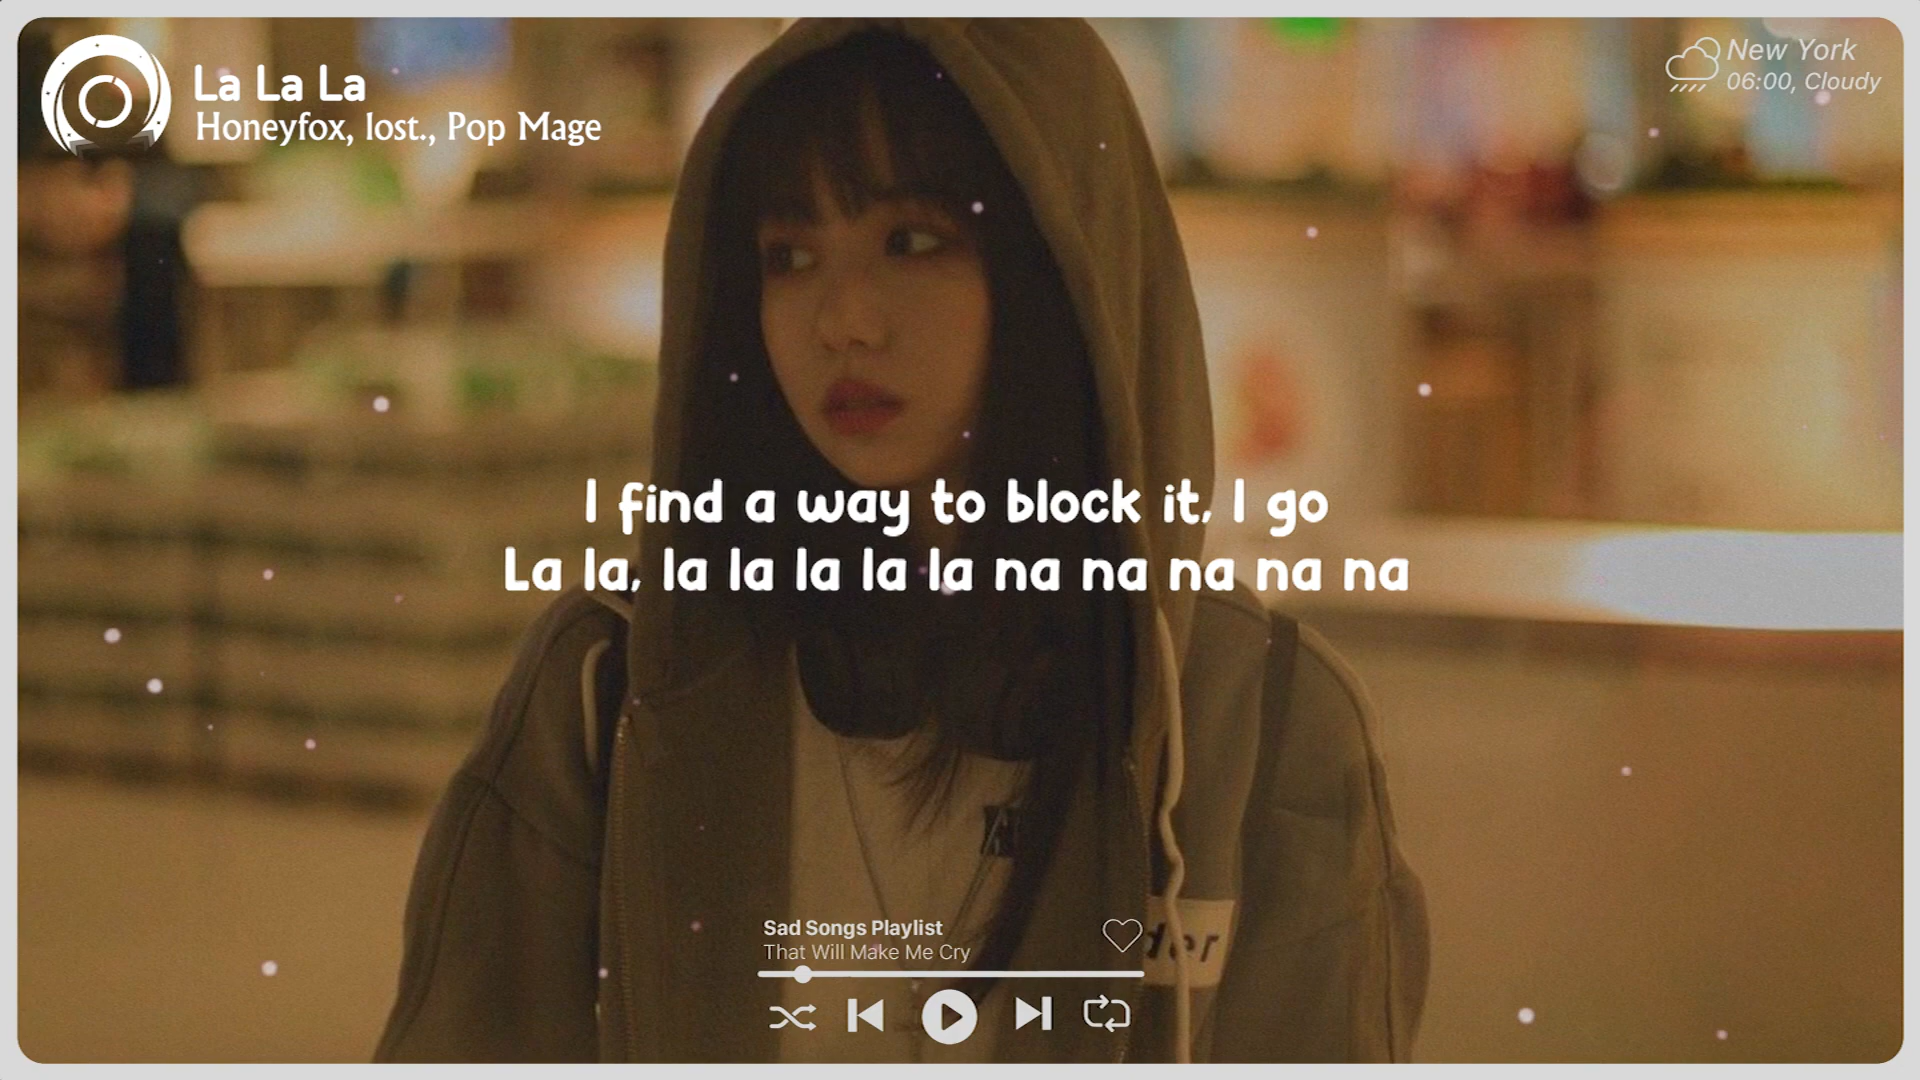 La La La
Honeyfox, lost., Pop Mage
New York
06:00, Cloudy
I find a way to block it, I go
La la, la la la la la na na na na na
der
Sad Songs Playlist
That Will Make Me Cry